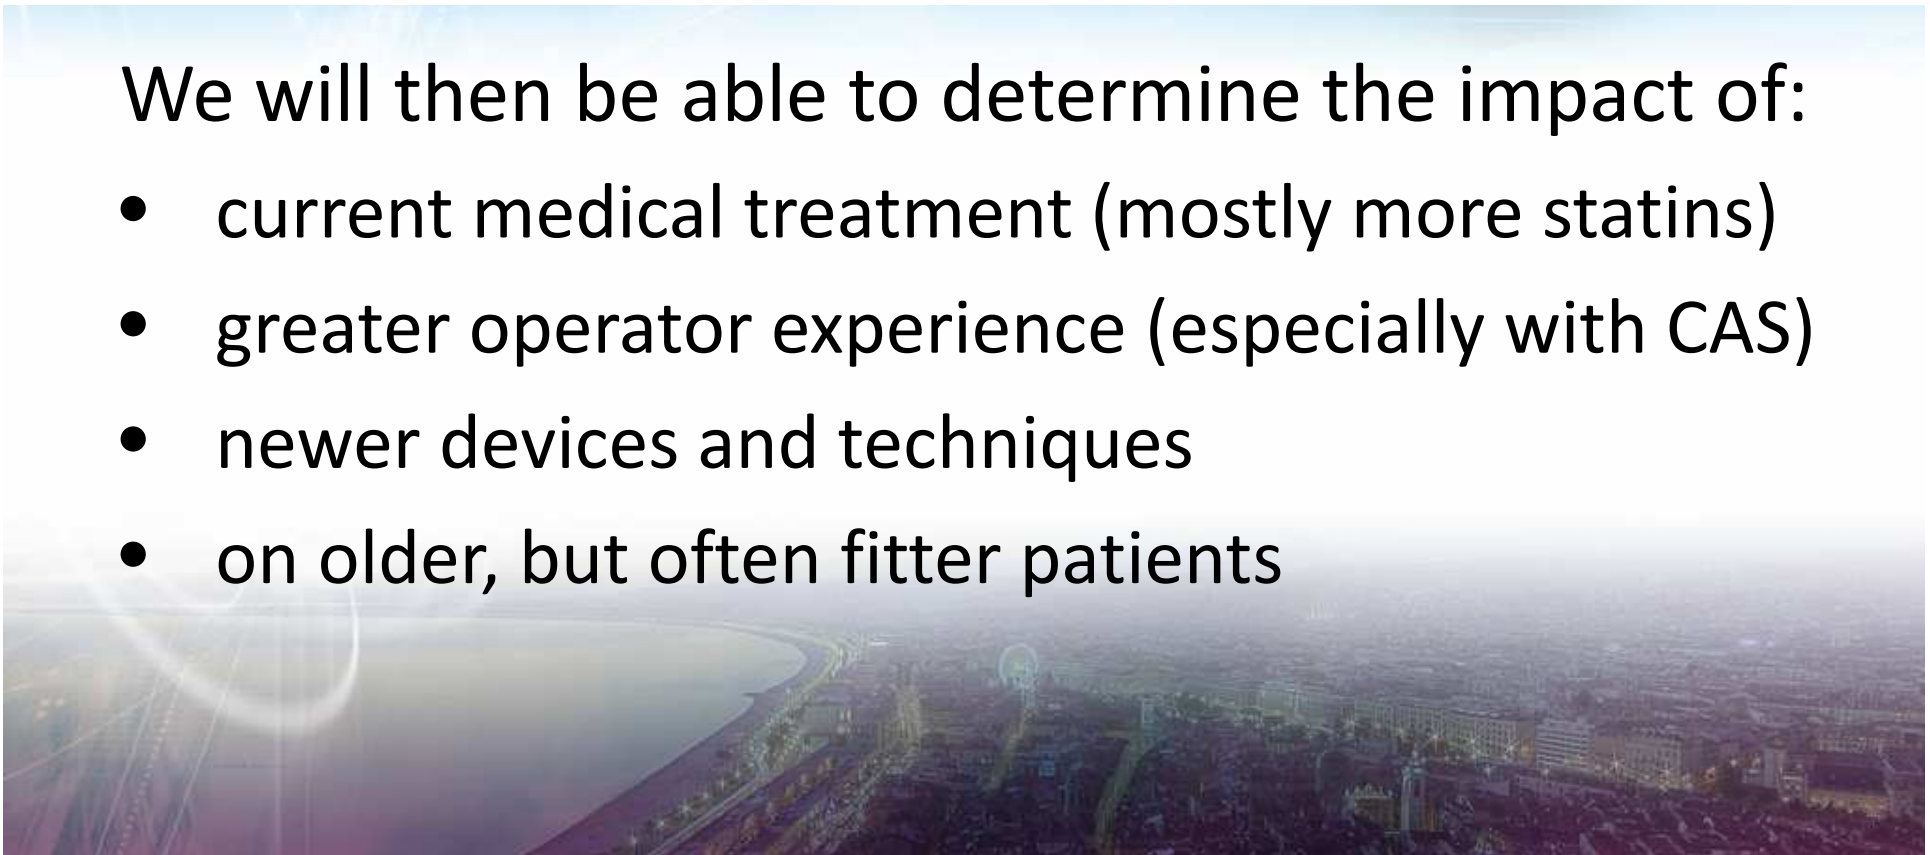 We will then be able to determine the impact of:
• current medical treatment (mostly more statins)
• greater operator experience (especially with CAS)
• newer devices and techniques
• on older, but often fitter patients